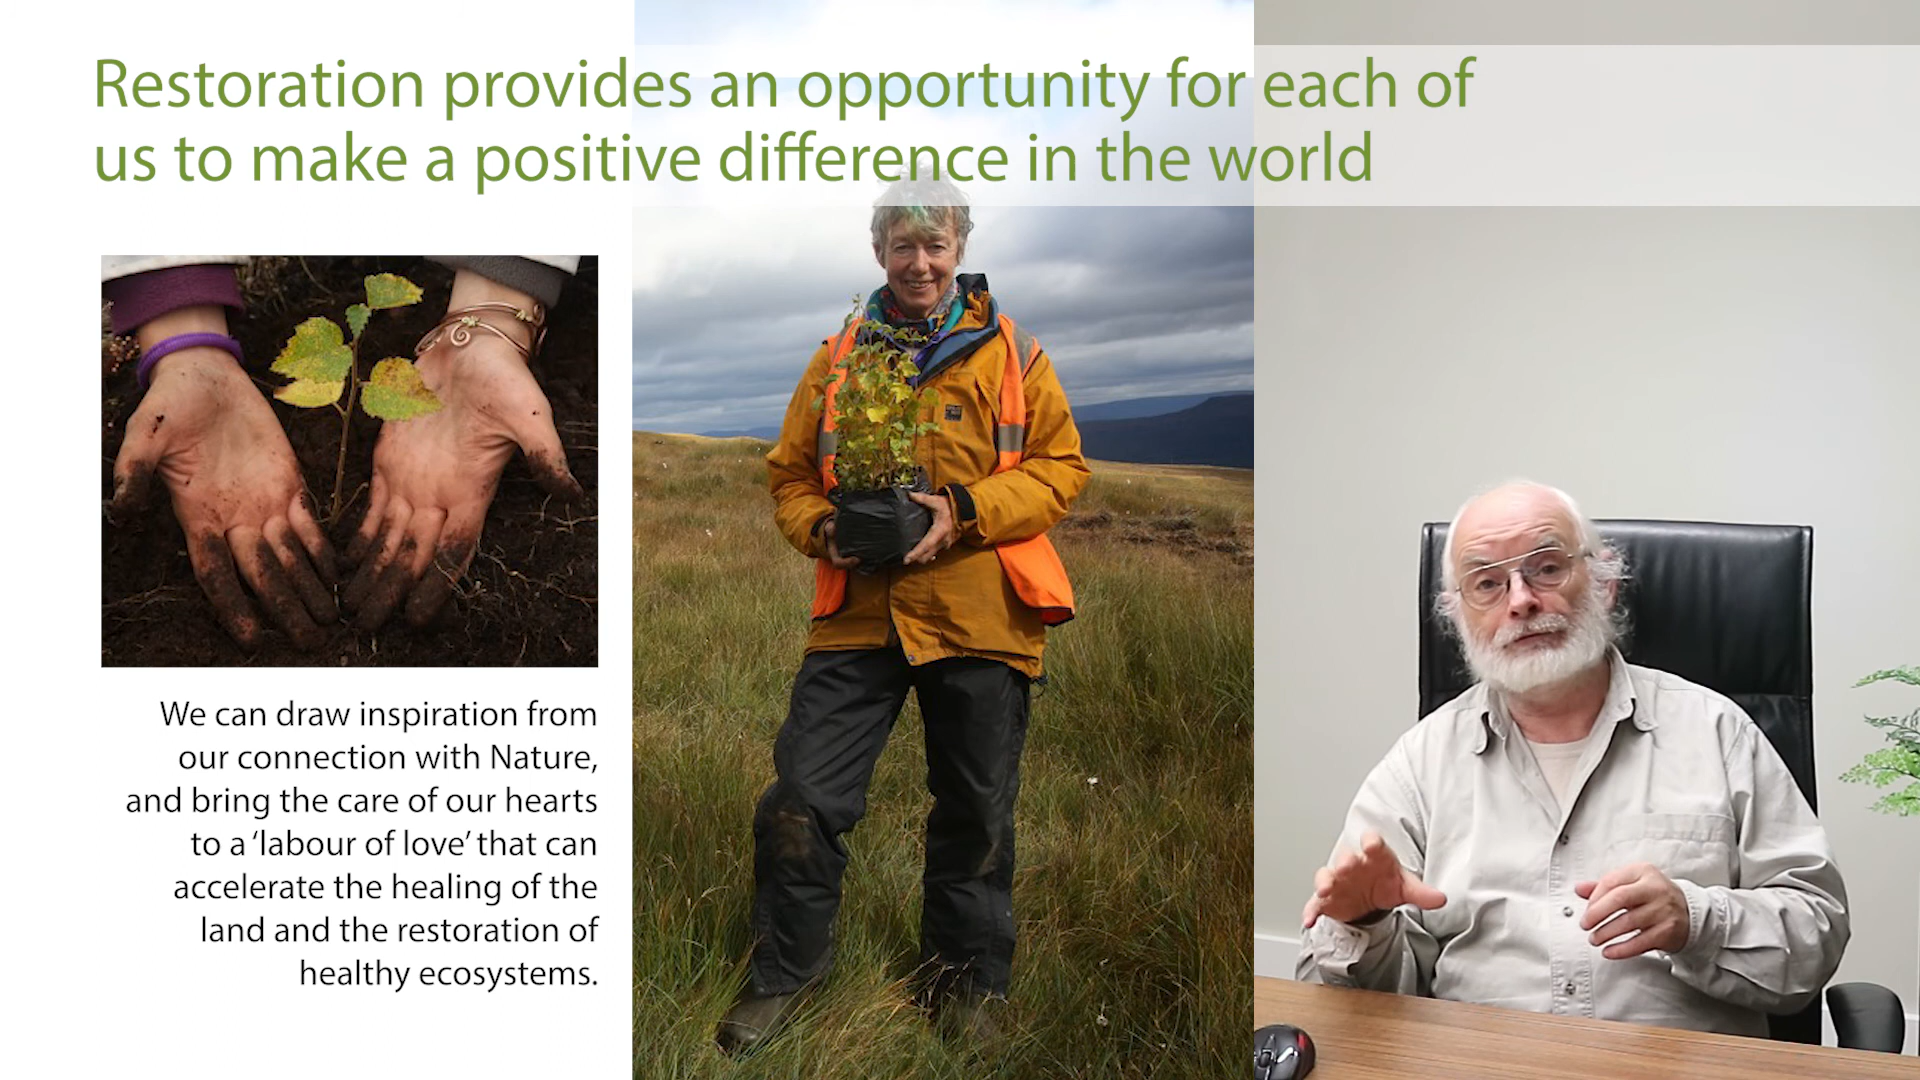 Restoration provides an opportunity for each of
us to make a positive difference in the world
We can draw inspiration from
our connection with Nature,
and bring the care of our hearts
to a ‘labour of love’ that can
accelerate the healing of the
land and the restoration of
healthy ecosystems.